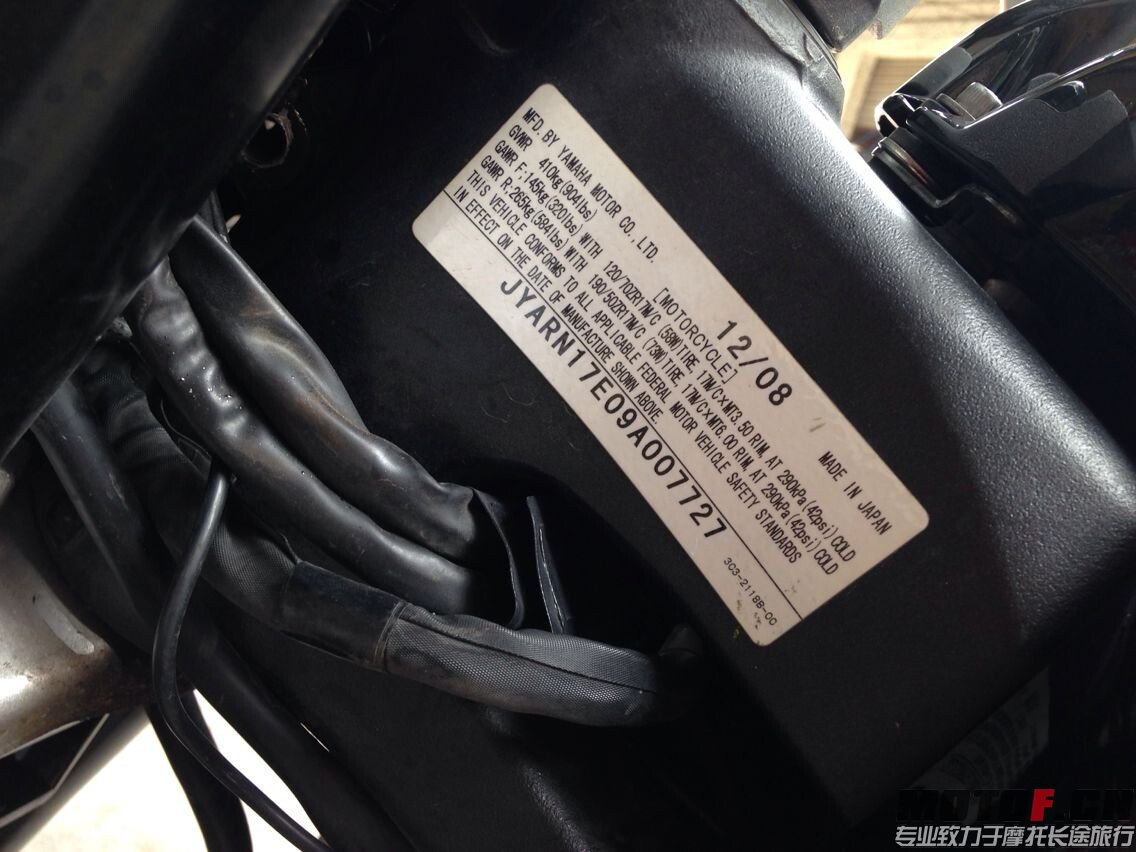 MFD. BY YAMAHA MOTOR CO., LTD. 12/08 MADE IN JAPAN
GVWR 410kg(904lbs) [MOTORCYCLE]
GAWR F;145kg(320lbs)WITH 120/70ZR17M/C (58W)TIRE, 17M/C×MT3.50 RIM, AT 290kPa(42psi)COLD
GAWR R;265kg(584lbs)WITH 190/50ZR17M/C (73W)TIRE, 17M/C×MT6.00 RIM, AT 290kPa(42psi)COLD
THIS VEHICLE CONFORMS TO ALL APPLICABLE FEDERAL MOTOR VEHICLE SAFETY STANDARDS
IN EFFECT ON THE DATE OF MANUFACTURE SHOWN ABOVE.
JYARN17E09A007727
3C3-2118B-00
MOTOF.CN
专业致力于摩托长途旅行